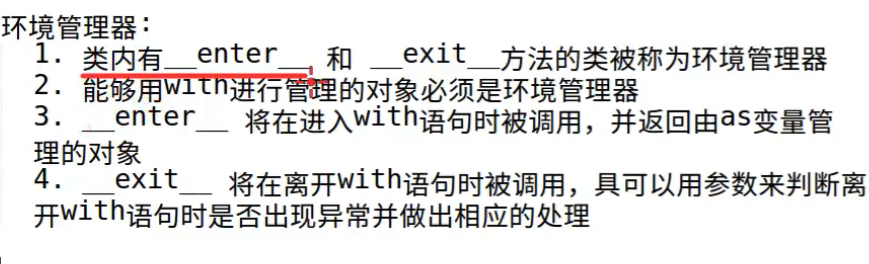 环境管理器:
1. 类内有__enter__ 和 __exit__方法的类被称为环境管理器
2. 能够用with进行管理的对象必须是环境管理器
3. __enter__ 将在进入with语句时被调用，并返回由as变量管
理的对象
4. __exit__ 将在离开with语句时被调用，具可以用参数来判断离
开with语句时是否出现异常并做出相应的处理